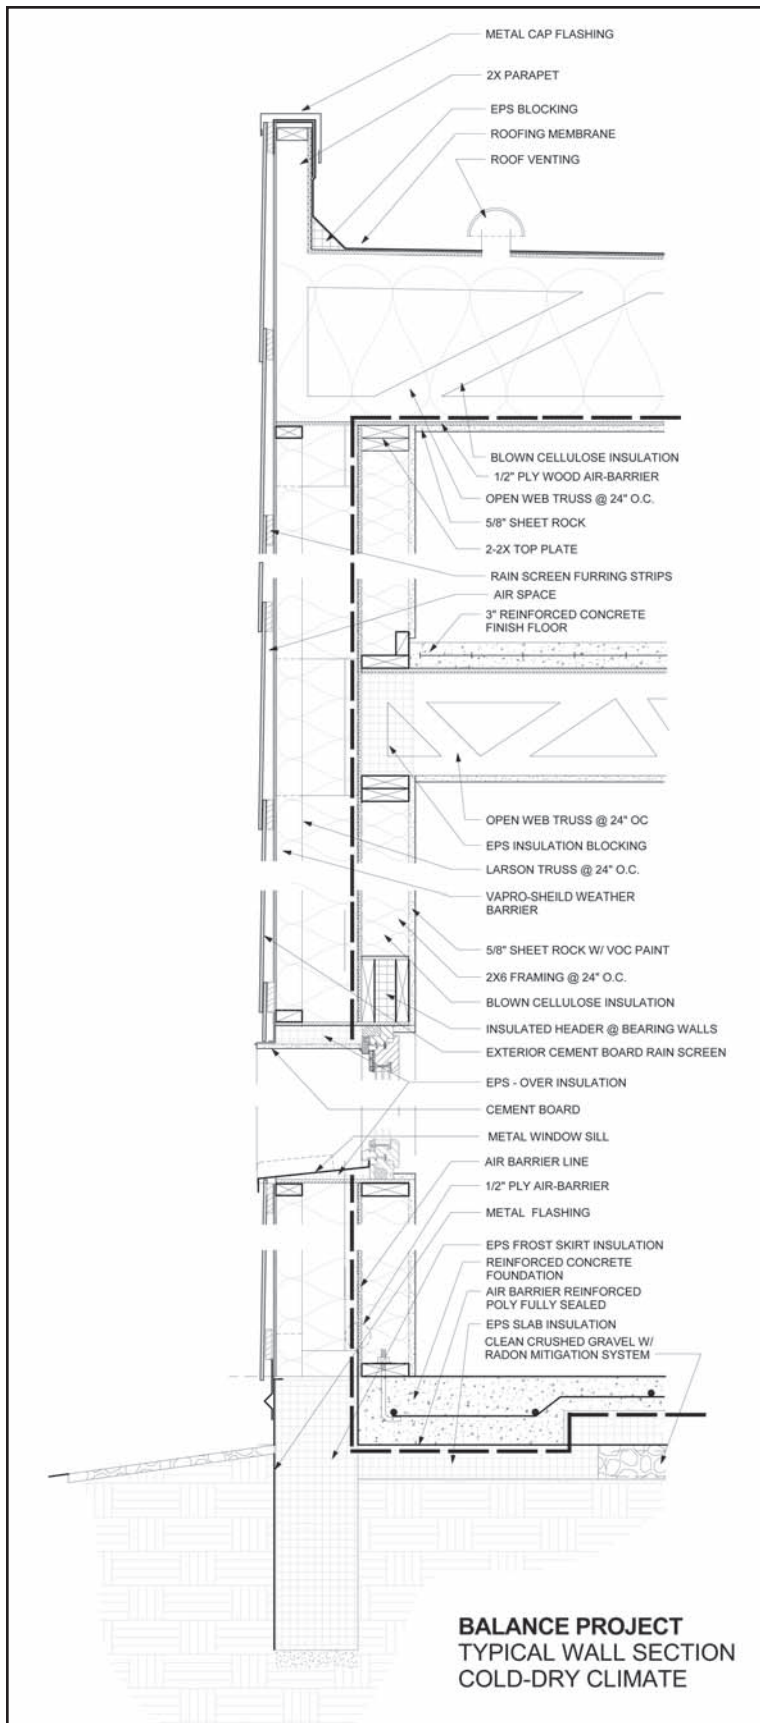 METAL CAP FLASHING
2X PARAPET
EPS BLOCKING
ROOFING MEMBRANE
ROOF VENTING
BLOWN CELLULOSE INSULATION
1/2" PLY WOOD AIR-BARRIER
OPEN WEB TRUSS @ 24" O.C.
5/8" SHEET ROCK
2-2X TOP PLATE
RAIN SCREEN FURRING STRIPS
AIR SPACE
3" REINFORCED CONCRETE
FINISH FLOOR
OPEN WEB TRUSS @ 24" OC
EPS INSULATION BLOCKING
LARSON TRUSS @ 24" O.C.
VAPRO-SHEILD WEATHER
BARRIER
5/8" SHEET ROCK W/ VOC PAINT
2X6 FRAMING @ 24" O.C.
BLOWN CELLULOSE INSULATION
INSULATED HEADER @ BEARING WALLS
EXTERIOR CEMENT BOARD RAIN SCREEN
EPS - OVER INSULATION
CEMENT BOARD
METAL WINDOW SILL
AIR BARRIER LINE
1/2" PLY AIR-BARRIER
METAL FLASHING
EPS FROST SKIRT INSULATION
REINFORCED CONCRETE
FOUNDATION
AIR BARRIER REINFORCED
POLY FULLY SEALED
EPS SLAB INSULATION
CLEAN CRUSHED GRAVEL W/
RADON MITIGATION SYSTEM
BALANCE PROJECT
TYPICAL WALL SECTION
COLD-DRY CLIMATE